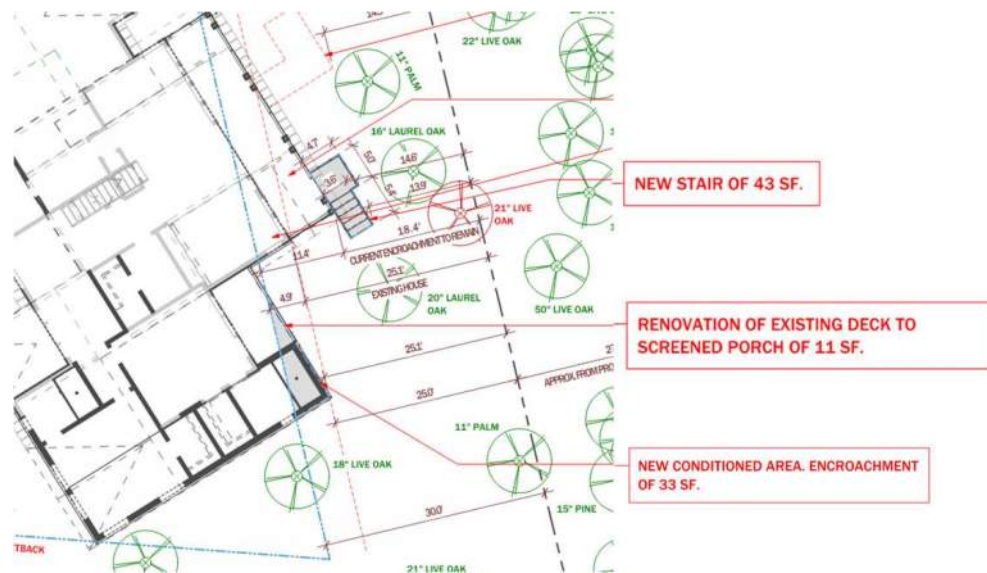 22" LIVE OAK
11" PALM
16" LAUREL OAK
4.7'
5.0'
14.6'
3.6'
5.4'
13.9'
NEW STAIR OF 43 SF.
21" LIVE
OAK
18.4'
11.4'
CURRENT ENCROACHMENT TO REMAIN
25.1'
EXISTING HOUSE
4.9'
20" LAUREL
OAK
50" LIVE OAK
RENOVATION OF EXISTING DECK TO
SCREENED PORCH OF 11 SF.
25.1'
25.0'
APPROX. FROM PRO
11" PALM
18" LIVE OAK
NEW CONDITIONED AREA. ENCROACHMENT
OF 33 SF.
15" PINE
30.0'
TBACK
21" LIVE OAK